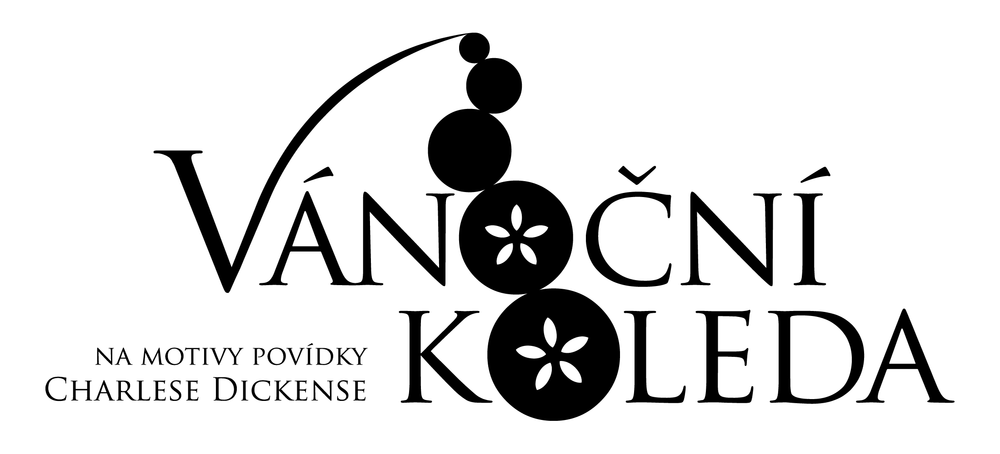 VÁNOČNÍ
KOLEDA
NA MOTIVY POVÍDKY
CHARLESE DICKENSE